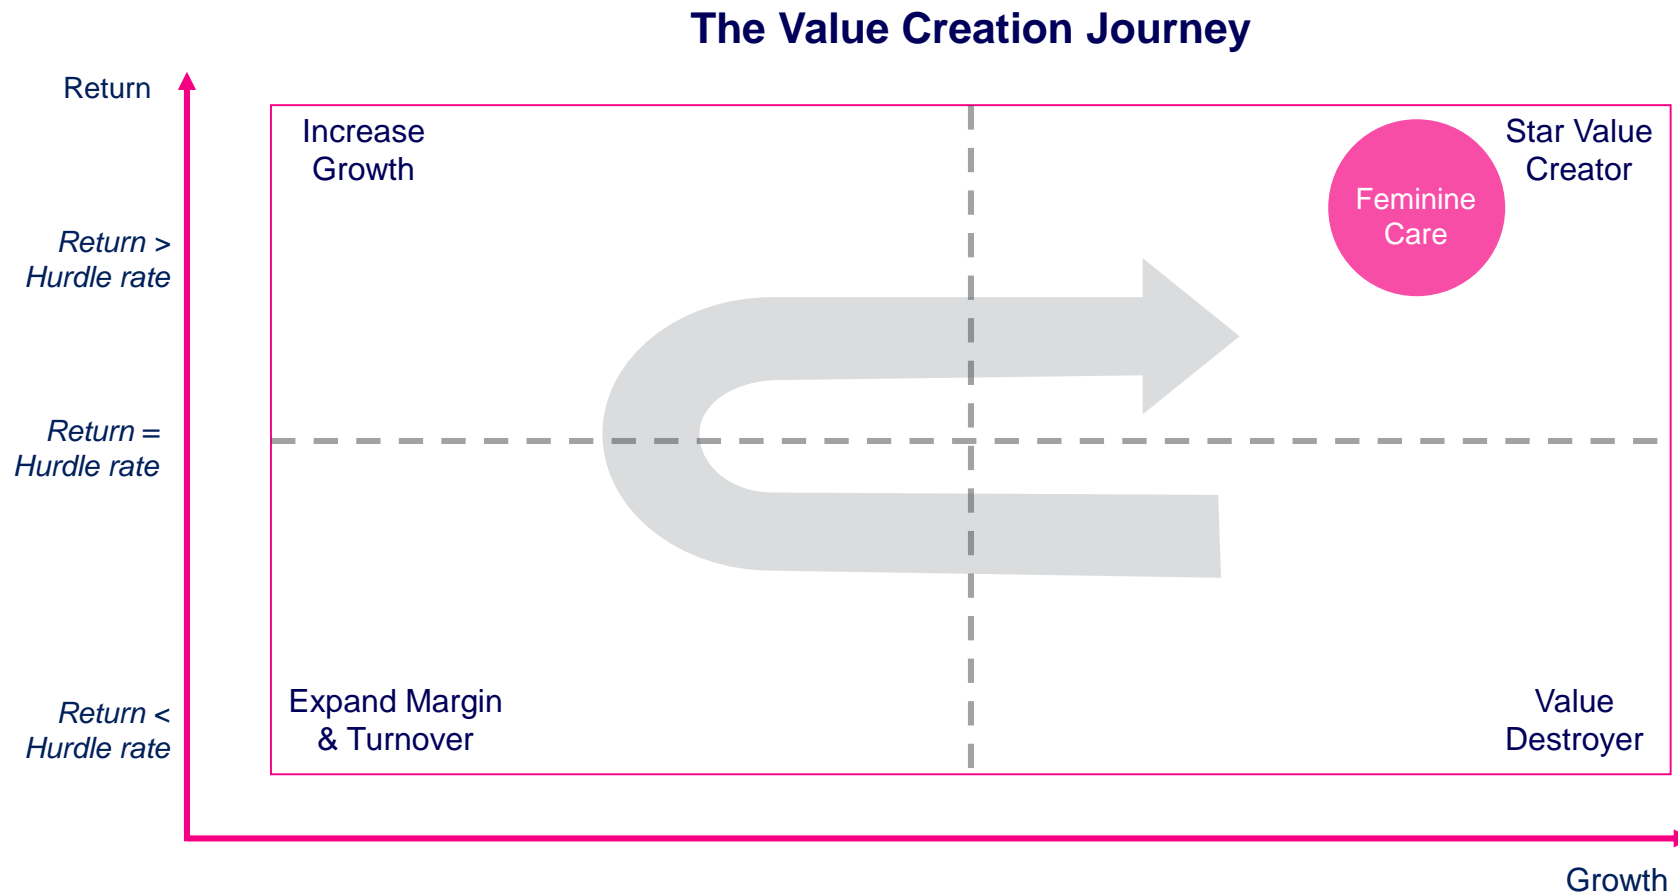 The Value Creation Journey
Return
Increase
Growth
Star Value
Creator
Feminine
Care
Return >
Hurdle rate
Return =
Hurdle rate
Expand Margin
& Turnover
Value
Destroyer
Return <
Hurdle rate
Growth